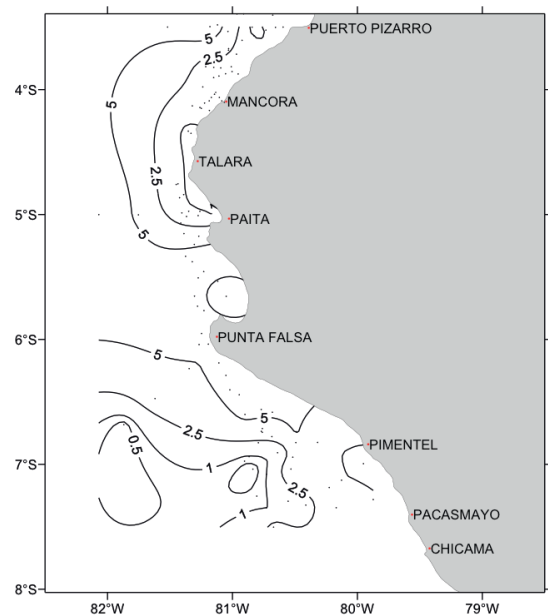 PUERTO PIZARRO
5
2.5
4°S
5
MANCORA
TALARA
2.5
1
5°S
PAITA
5
6°S
PUNTA FALSA
5
5
2.5
PIMENTEL
0.5
1
7°S
2.5
1
PACASMAYO
CHICAMA
8°S
82°W 81°W 80°W 79°W